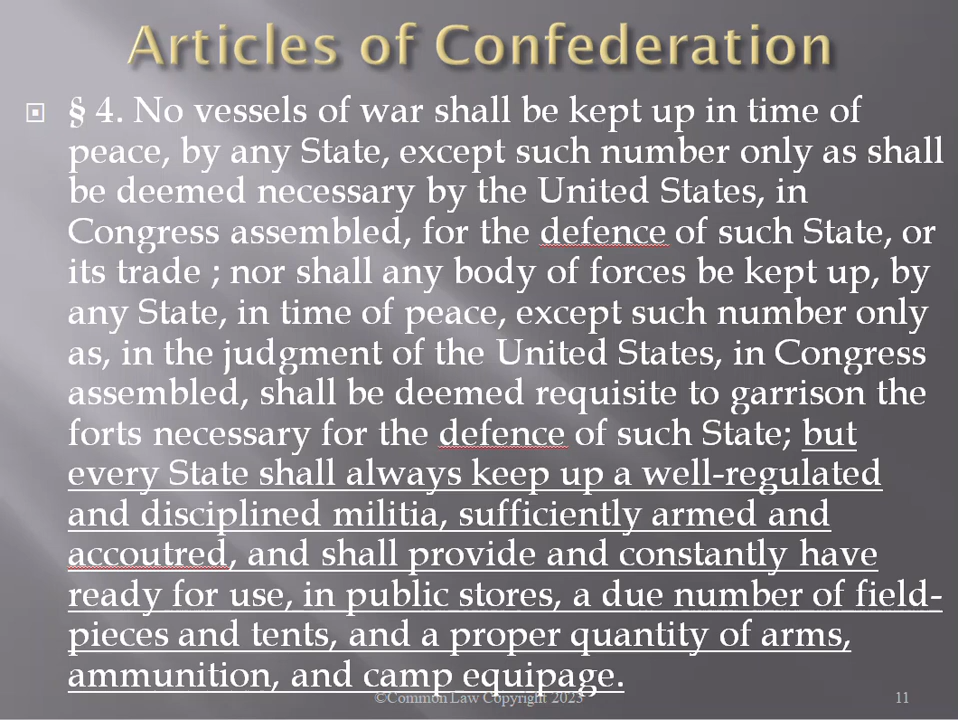 Articles of Confederation
§ 4. No vessels of war shall be kept up in time of
peace, by any State, except such number only as shall
be deemed necessary by the United States, in
Congress assembled, for the defence of such State, or
its trade ; nor shall any body of forces be kept up, by
any State, in time of peace, except such number only
as, in the judgment of the United States, in Congress
assembled, shall be deemed requisite to garrison the
forts necessary for the defence of such State; but
every State shall always keep up a well-regulated
and disciplined militia, sufficiently armed and
accoutred, and shall provide and constantly have
ready for use, in public stores, a due number of field-
pieces and tents, and a proper quantity of arms,
ammunition, and camp equipage.
©Common Law Copyright 2023
11